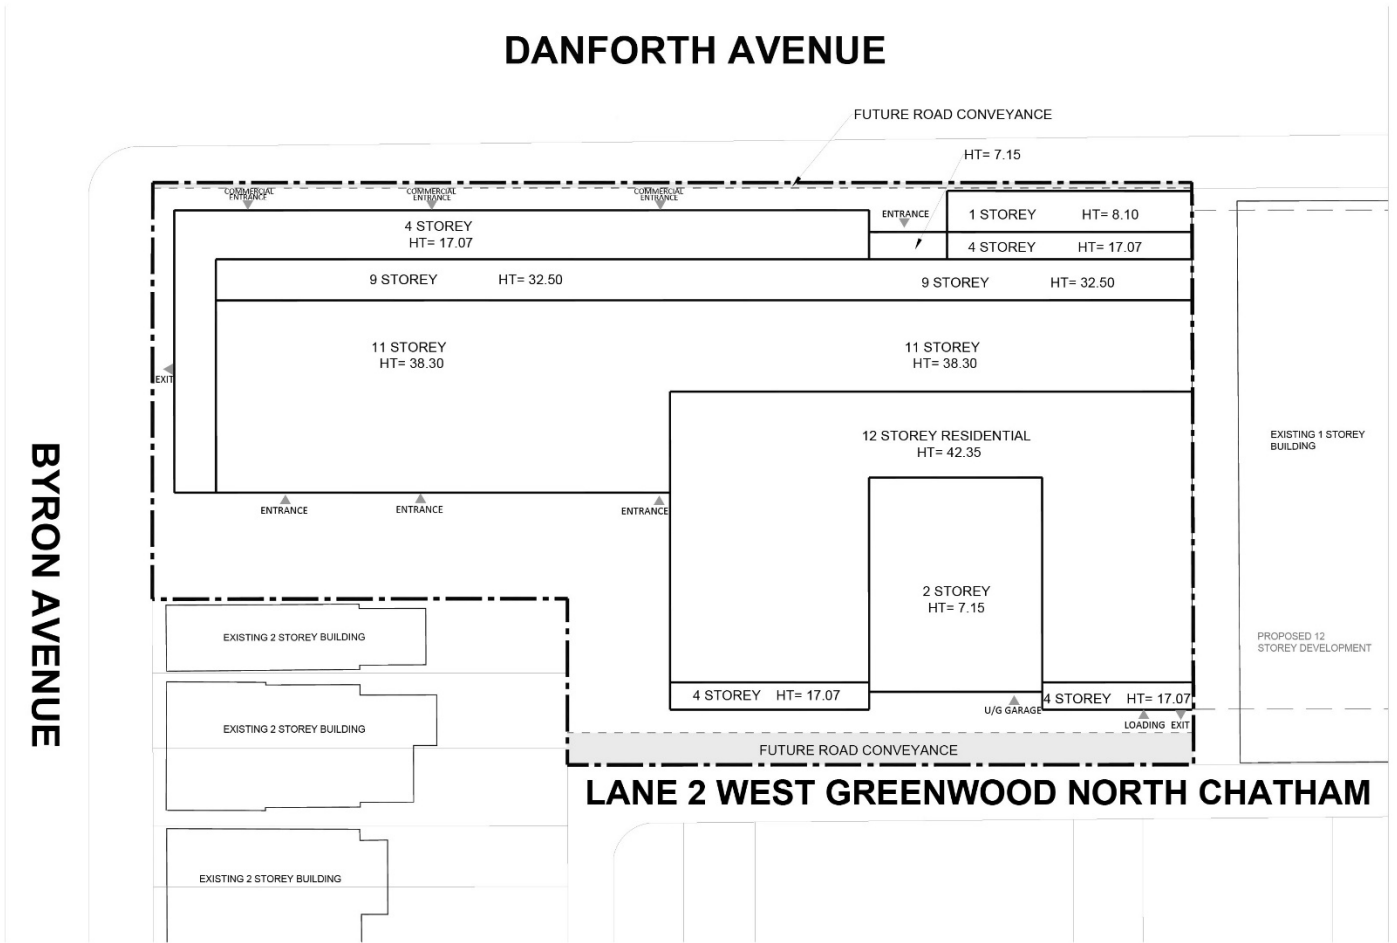 DANFORTH AVENUE
FUTURE ROAD CONVEYANCE
HT= 7.15
COMMERCIAL
ENTRANCE
COMMERCIAL
ENTRANCE
COMMERCIAL
ENTRANCE
ENTRANCE
1 STOREY HT= 8.10
4 STOREY
HT= 17.07
4 STOREY HT= 17.07
9 STOREY HT= 32.50
9 STOREY HT= 32.50
11 STOREY
HT= 38.30
11 STOREY
HT= 38.30
EXIT
12 STOREY RESIDENTIAL
HT= 42.35
EXISTING 1 STOREY
BUILDING
BYRON AVENUE
ENTRANCE
ENTRANCE
ENTRANCE
2 STOREY
HT= 7.15
EXISTING 2 STOREY BUILDING
PROPOSED 12
STOREY DEVELOPMENT
4 STOREY HT= 17.07
4 STOREY HT= 17.07
U/G GARAGE
LOADING EXIT
EXISTING 2 STOREY BUILDING
FUTURE ROAD CONVEYANCE
LANE 2 WEST GREENWOOD NORTH CHATHAM
EXISTING 2 STOREY BUILDING